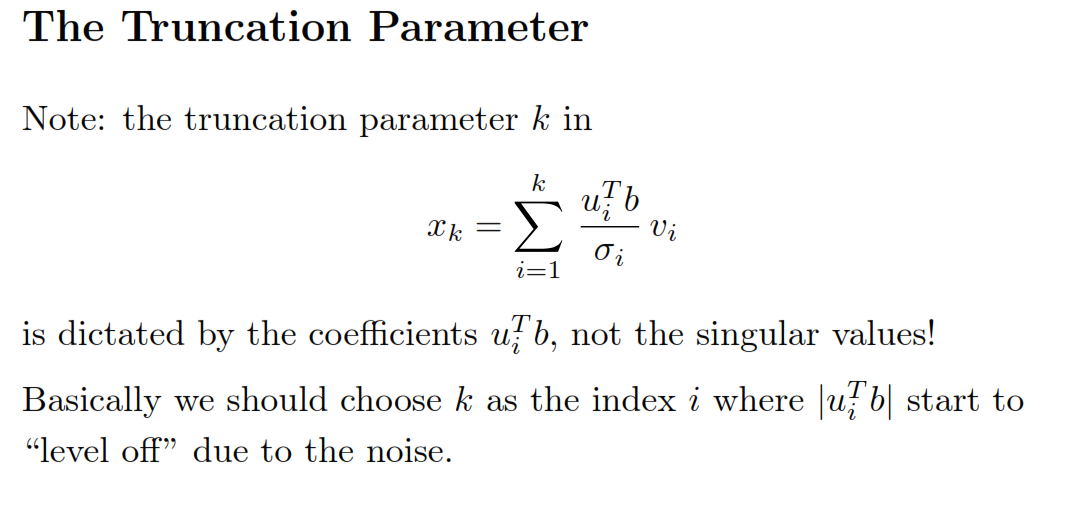 The Truncation Parameter
Note: the truncation parameter k in
x_k = \sum_{i=1}^{k} \frac{u_i^T b}{\sigma_i} v_i
is dictated by the coefficients u_i^T b, not the singular values!
Basically we should choose k as the index i where |u_i^T b| start to
“level off” due to the noise.